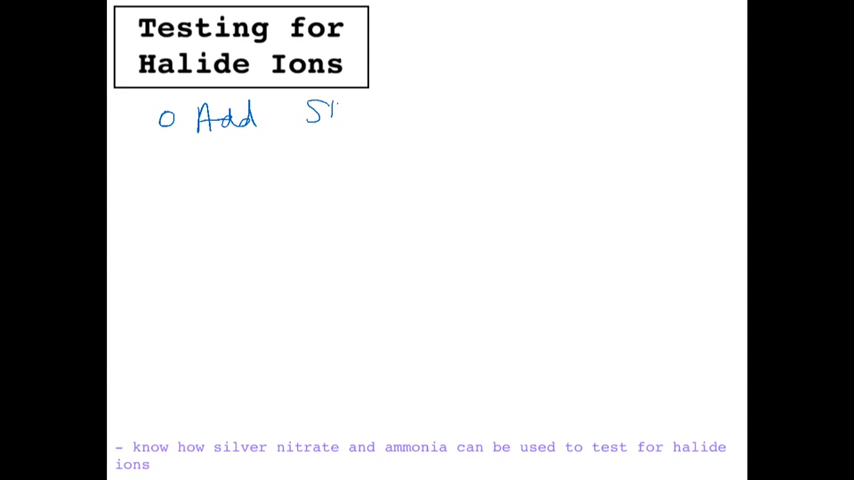 Testing for
Halide Ions
o Add
- know how silver nitrate and ammonia can be used to test for halide
ions